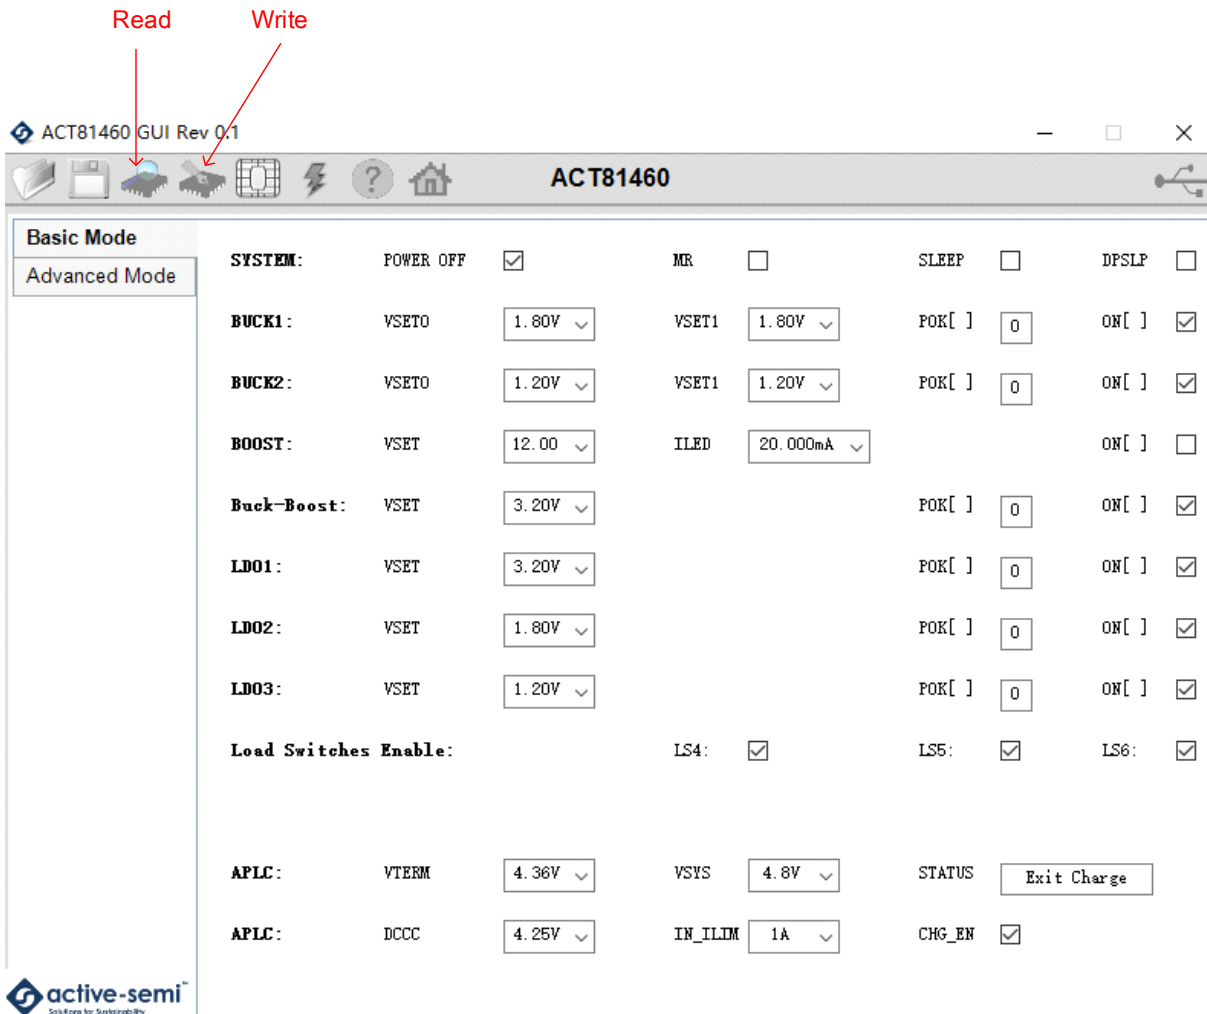 Read Write
ACT81460 GUI Rev 0.1
ACT81460
Basic Mode
Advanced Mode
SYSTEM: POWER OFF MR SLEEP DPSLP
BUCK1: VSET0 1.80V VSET1 1.80V POK[ ] 0 ON[ ]
BUCK2: VSET0 1.20V VSET1 1.20V POK[ ] 0 ON[ ]
BOOST: VSET 12.00 ILED 20.000mA ON[ ]
Buck-Boost: VSET 3.20V POK[ ] 0 ON[ ]
LDO1: VSET 3.20V POK[ ] 0 ON[ ]
LDO2: VSET 1.80V POK[ ] 0 ON[ ]
LDO3: VSET 1.20V POK[ ] 0 ON[ ]
Load Switches Enable: LS4: LS5: LS6:
APLC: VTERM 4.36V VSYS 4.8V STATUS Exit Charge
APLC: DCCC 4.25V IN_ILIM 1A CHG_EN
active-semi™
Solutions for Sustainability